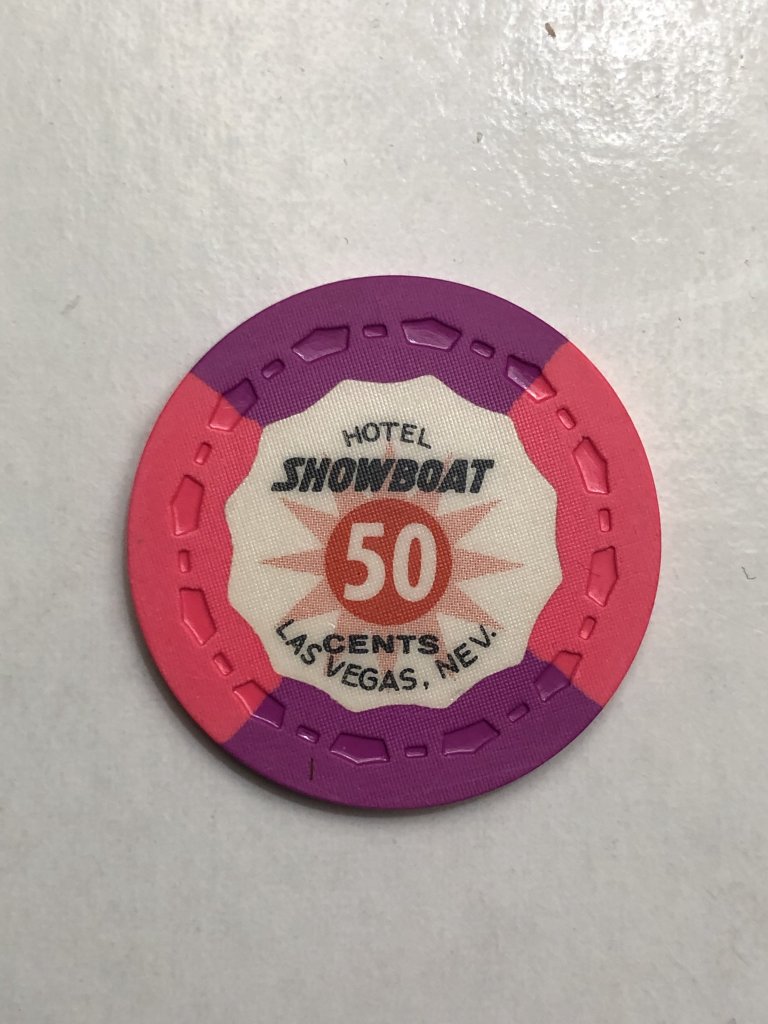 HOTEL
SHOWBOAT
50
CENTS
LAS VEGAS, NEV.